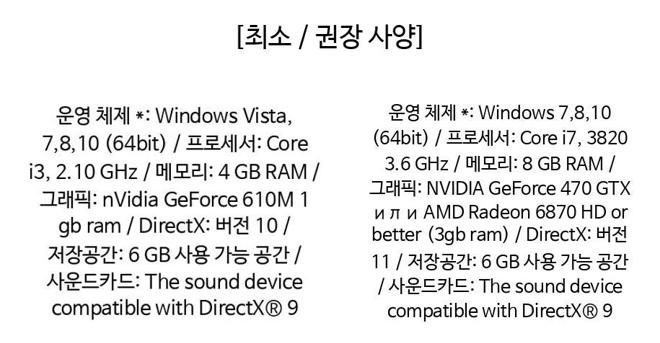 [최소 / 권장 사양]
운영 체제 *: Windows Vista,
7,8,10 (64bit) / 프로세서: Core
i3, 2.10 GHz / 메모리: 4 GB RAM /
그래픽: nVidia GeForce 610M 1
gb ram / DirectX: 버전 10 /
저장공간: 6 GB 사용 가능 공간 /
사운드카드: The sound device
compatible with DirectX® 9
운영 체제 *: Windows 7,8,10
(64bit) / 프로세서: Core i7, 3820
3.6 GHz / 메모리: 8 GB RAM /
그래픽: NVIDIA GeForce 470 GTX
или AMD Radeon 6870 HD or
better (3gb ram) / DirectX: 버전
11 / 저장공간: 6 GB 사용 가능 공간
/ 사운드카드: The sound device
compatible with DirectX® 9